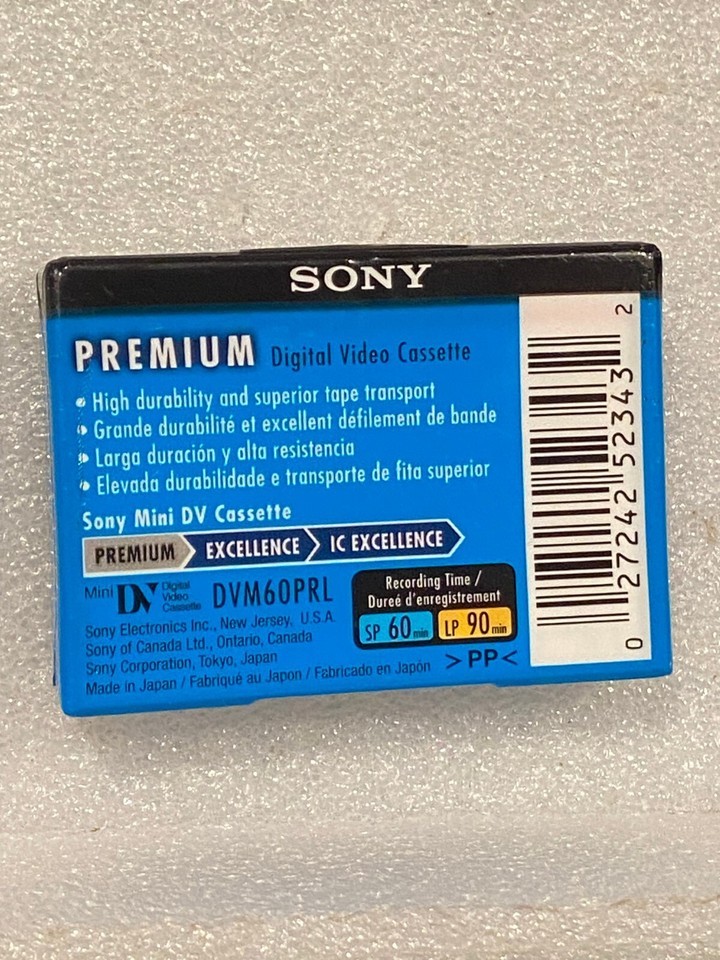 SONY
PREMIUM Digital Video Cassette
• High durability and superior tape transport
• Grande durabilité et excellent défilement de bande
• Larga duración y alta resistencia
• Elevada durabilidade e transporte de fita superior
Sony Mini DV Cassette
PREMIUM EXCELLENCE IC EXCELLENCE
Mini DV Digital Video Cassette DVM60PRL
Sony Electronics Inc., New Jersey, U.S.A.
Sony of Canada Ltd., Ontario, Canada
Sony Corporation, Tokyo, Japan
Made in Japan / Fabriqué au Japon / Fabricado en Japón
Recording Time /
Dureé d'enregistrement
SP 60 min LP 90 min
>PP<
0 27242 52343 2